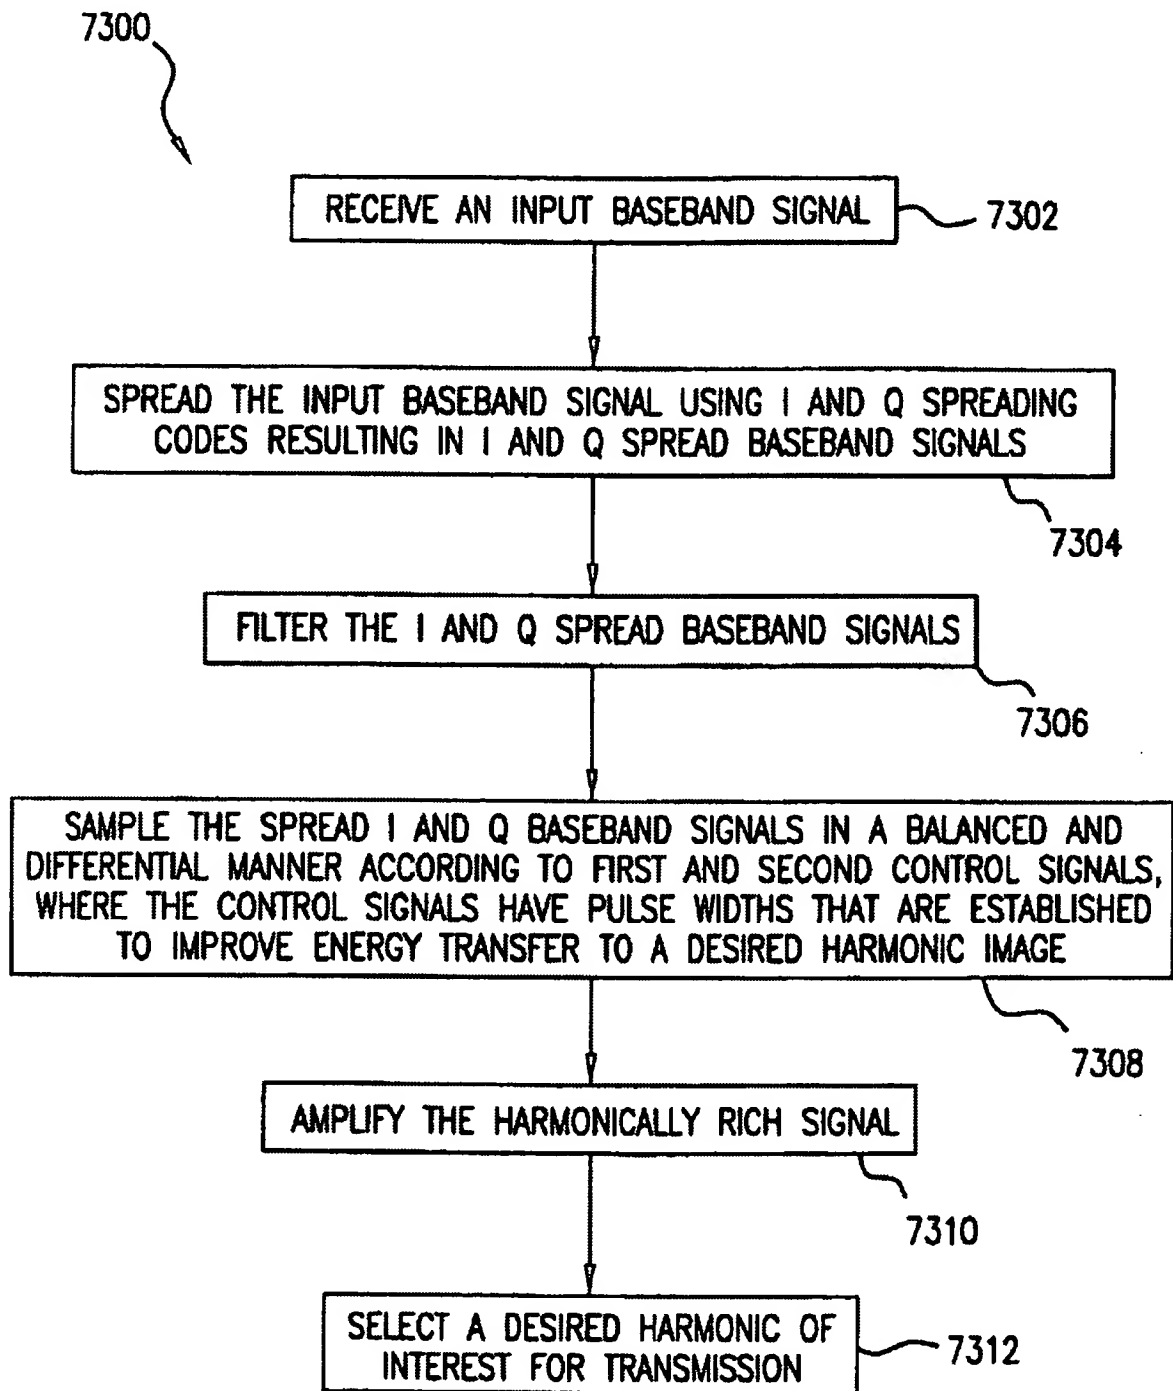 7300
RECEIVE AN INPUT BASEBAND SIGNAL
7302
SPREAD THE INPUT BASEBAND SIGNAL USING I AND Q SPREADING
CODES RESULTING IN I AND Q SPREAD BASEBAND SIGNALS
7304
FILTER THE I AND Q SPREAD BASEBAND SIGNALS
7306
SAMPLE THE SPREAD I AND Q BASEBAND SIGNALS IN A BALANCED AND
DIFFERENTIAL MANNER ACCORDING TO FIRST AND SECOND CONTROL SIGNALS,
WHERE THE CONTROL SIGNALS HAVE PULSE WIDTHS THAT ARE ESTABLISHED
TO IMPROVE ENERGY TRANSFER TO A DESIRED HARMONIC IMAGE
7308
AMPLIFY THE HARMONICALLY RICH SIGNAL
7310
SELECT A DESIRED HARMONIC OF
INTEREST FOR TRANSMISSION
7312